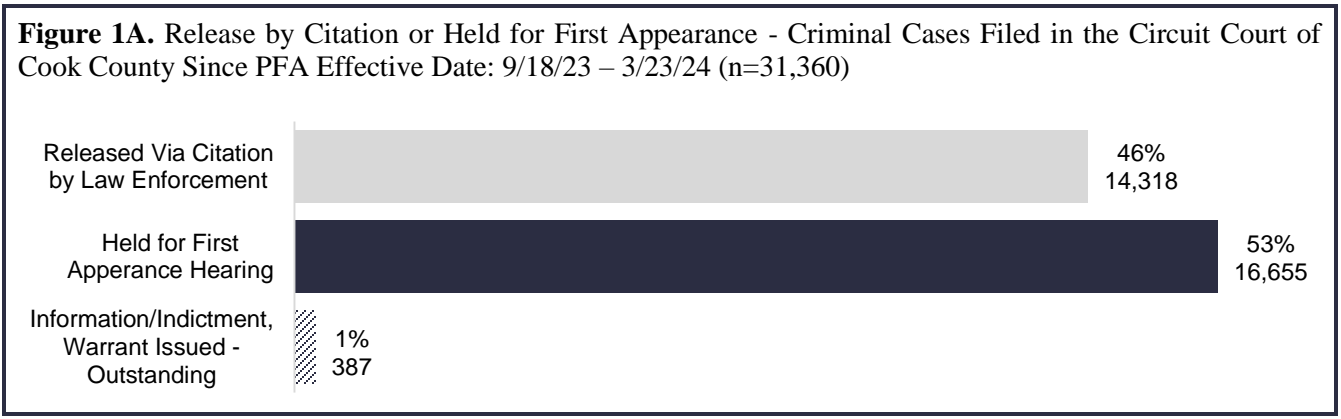 Figure 1A. Release by Citation or Held for First Appearance - Criminal Cases Filed in the Circuit Court of
Cook County Since PFA Effective Date: 9/18/23 – 3/23/24 (n=31,360)
Released Via Citation
by Law Enforcement
46%
14,318
Held for First
Apperance Hearing
53%
16,655
Information/Indictment,
Warrant Issued -
Outstanding
1%
387